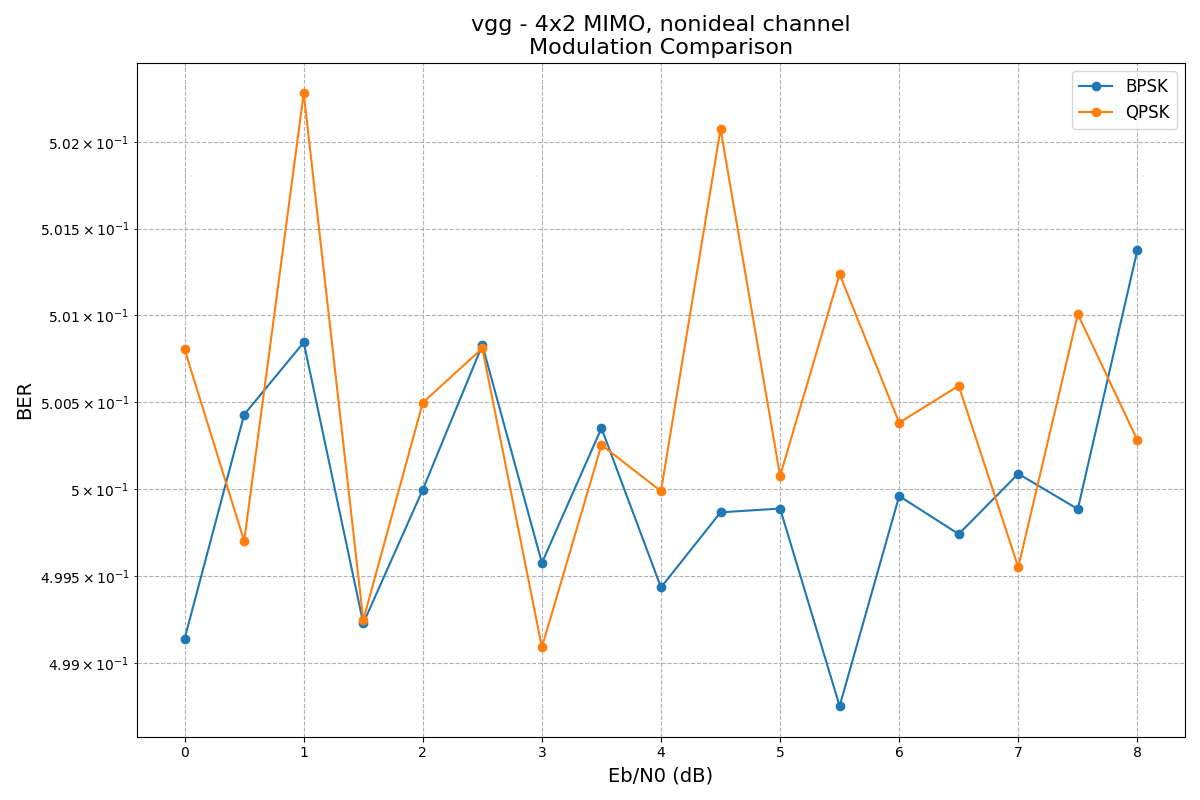 vgg - 4x2 MIMO, nonideal channel
Modulation Comparison
BPSK
QPSK
BER
5.02 × 10⁻¹
5.015 × 10⁻¹
5.01 × 10⁻¹
5.005 × 10⁻¹
5 × 10⁻¹
4.995 × 10⁻¹
4.99 × 10⁻¹
0 1 2 3 4 5 6 7 8
Eb/N0 (dB)